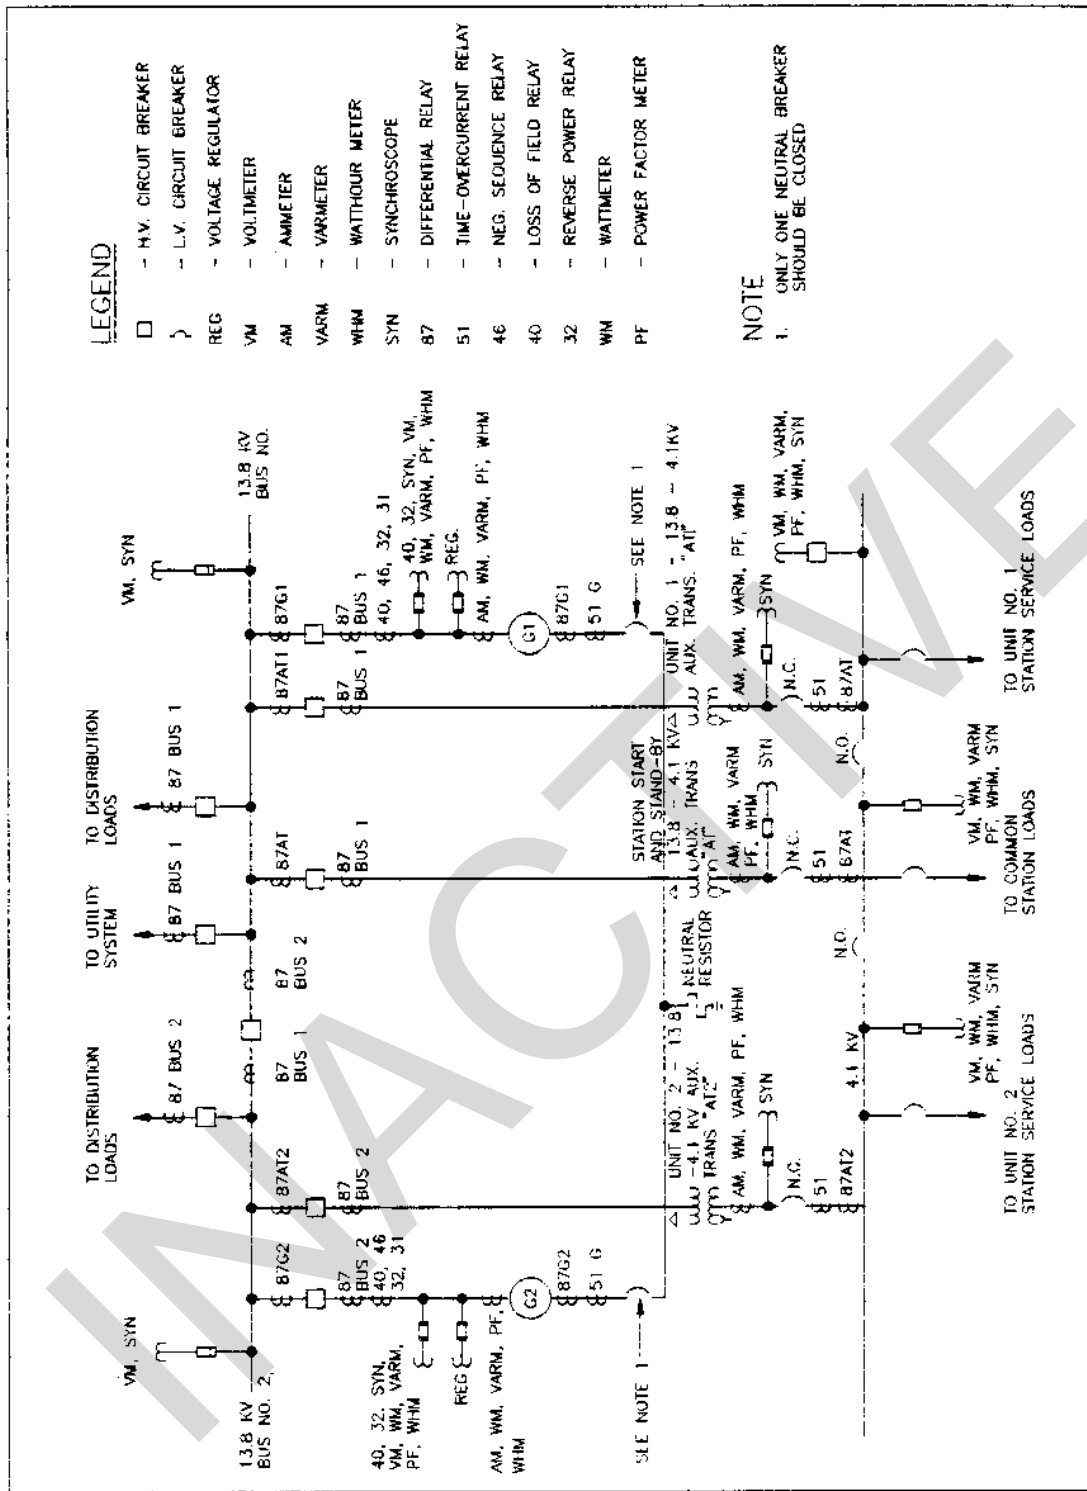 VM, SYN
TO DISTRIBUTION
LOADS
TO UTILITY
SYSTEM
TO DISTRIBUTION
LOADS
VM, SYN
87 BUS 2
87 BUS 1
87 BUS 1
13.8 KV
BUS NO. 2,
13.8 KV
BUS NO.
87
BUS 1
87
BUS 2
87G2
87AT2
87AT
87AT1
87G1
87
BUS 2
87
BUS 2
87
BUS 1
87
BUS 1
87
BUS 1
40, 46
32, 31
40, 46, 32, 31
40, 32, SYN,
VM, WM, VARM,
PF, WHM
40, 32, SYN, VM,
WM, VARM, PF, WHM
REG
REG.
AM, WM, VARM, PF,
WHM
AM, WM, VARM, PF, WHM
G2
G1
87G2
87G1
51 G
51 G
SEE NOTE 1
SEE NOTE 1
STATION START
AND STAND-BY
UNIT NO. 2 - 13.8
-4.1 KV AUX.
TRANS "AT2"
NEUTRAL
RESISTOR
13.8 - 4.1 KV
AUX. TRANS
"AT"
UNIT NO. 1 - 13.8 - 4.1KV
AUX. TRANS. "AT1"
AM, WM, VARM, PF, WHM
AM, WM, VARM
PF, WHM
AM, WM, VARM, PF, WHM
SYN
SYN
SYN
VM, WM, VARM,
PF, WHM, SYN
N.C.
N.C.
N.C.
51
51
51
87AT2
87AT
87AT
4.1 KV
N.O.
N.O.
VM, WM, VARM
PF, WHM, SYN
VM, WM, VARM
PF, WHM, SYN
TO UNIT NO. 2
STATION SERVICE LOADS
TO COMMON
STATION LOADS
TO UNIT NO. 1
STATION SERVICE LOADS
LEGEND
- H.V. CIRCUIT BREAKER
- L.V. CIRCUIT BREAKER
REG - VOLTAGE REGULATOR
VM - VOLTMETER
AM - AMMETER
VARM - VARMETER
WHM - WATTHOUR METER
SYN - SYNCHROSCOPE
87 - DIFFERENTIAL RELAY
51 - TIME-OVERCURRENT RELAY
46 - NEG. SEQUENCE RELAY
40 - LOSS OF FIELD RELAY
32 - REVERSE POWER RELAY
WM - WATTMETER
PF - POWER FACTOR METER
NOTE
1. ONLY ONE NEUTRAL BREAKER
SHOULD BE CLOSED
INACTIVE